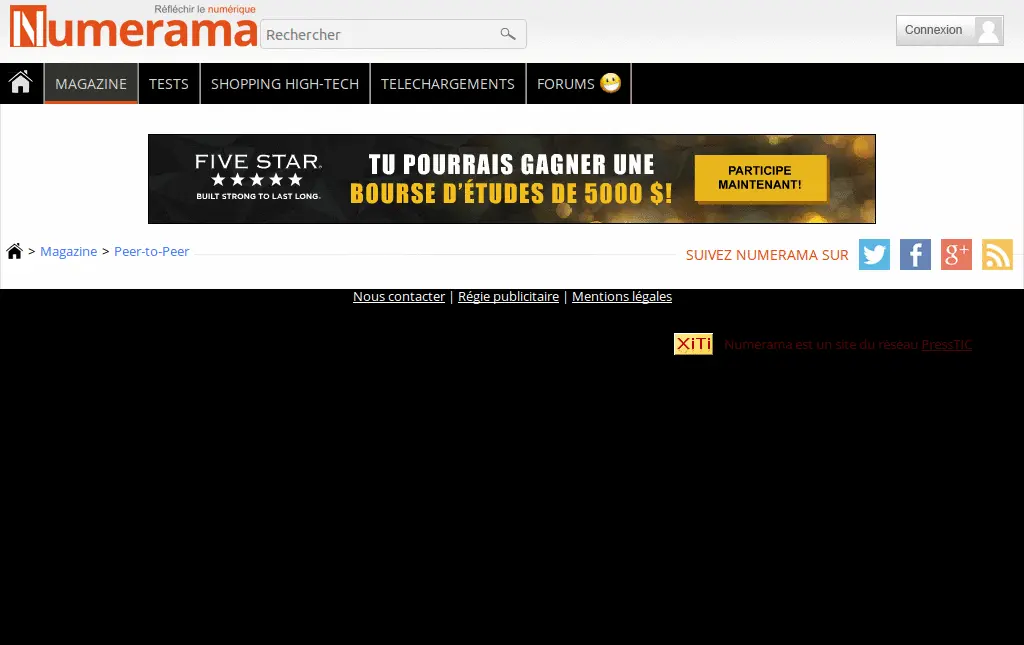 Réfléchir le numérique
Numerama
Rechercher
Connexion
MAGAZINE
TESTS
SHOPPING HIGH-TECH
TELECHARGEMENTS
FORUMS
FIVE STAR.
BUILT STRONG TO LAST LONG.
TU POURRAIS GAGNER UNE
BOURSE D'ÉTUDES DE 5000 $!
PARTICIPE
MAINTENANT!
> Magazine > Peer-to-Peer
SUIVEZ NUMERAMA SUR
f
g+
Nous contacter | Régie publicitaire | Mentions légales
XiTi
Numerama est un site du réseau PressTIC